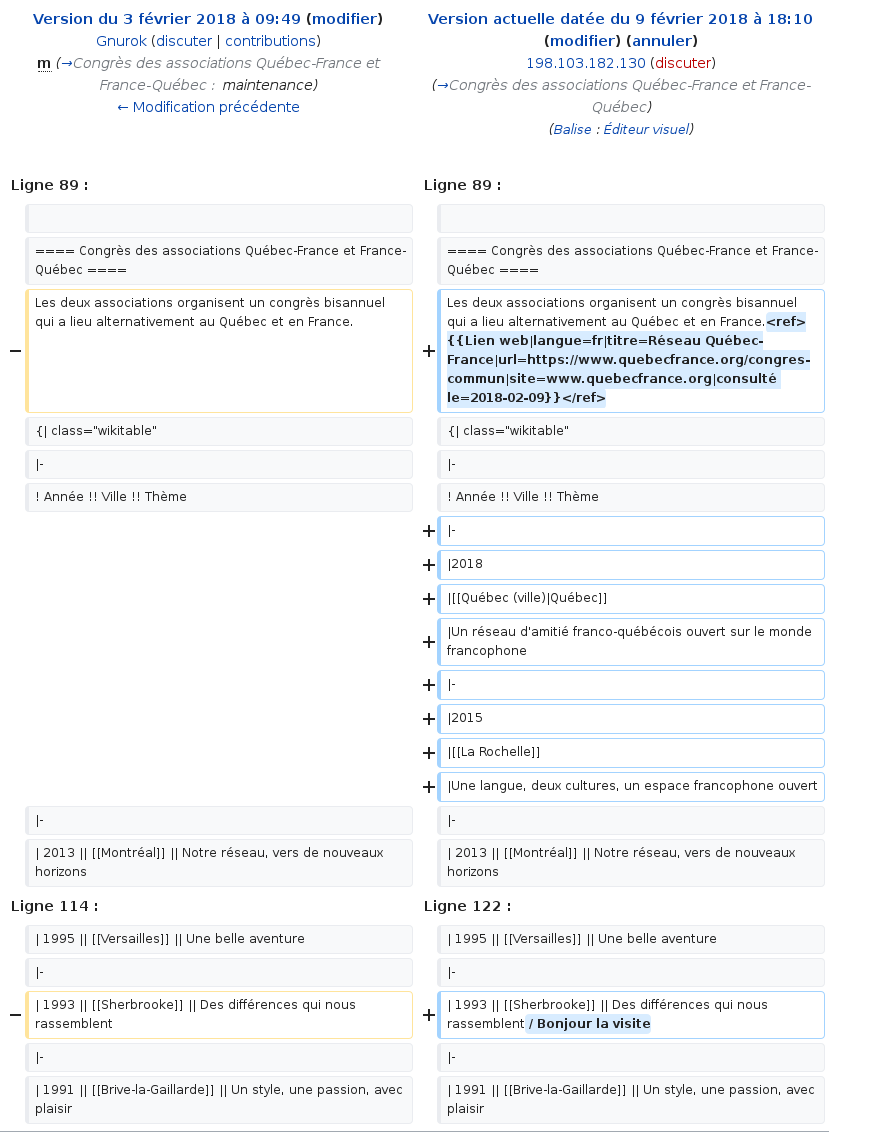 Version du 3 février 2018 à 09:49 (modifier)
Gnurok (discuter | contributions)
m (→Congrès des associations Québec-France et
France-Québec : maintenance)
← Modification précédente
Version actuelle datée du 9 février 2018 à 18:10
(modifier) (annuler)
198.103.182.130 (discuter)
(→Congrès des associations Québec-France et France-
Québec)
(Balise : Éditeur visuel)
Ligne 89 :
Ligne 89 :
==== Congrès des associations Québec-France et France-
Québec ====
==== Congrès des associations Québec-France et France-
Québec ====
−
Les deux associations organisent un congrès bisannuel
qui a lieu alternativement au Québec et en France.
+
Les deux associations organisent un congrès bisannuel
qui a lieu alternativement au Québec et en France.<ref>
{{Lien web|langue=fr|titre=Réseau Québec-
France|url=https://www.quebecfrance.org/congres-
commun|site=www.quebecfrance.org|consulté
le=2018-02-09}}</ref>
{| class="wikitable"
{| class="wikitable"
|-
|-
! Année !! Ville !! Thème
! Année !! Ville !! Thème
+ |-
+ |2018
+ |[[Québec (ville)|Québec]]
+ |Un réseau d'amitié franco-québécois ouvert sur le monde
francophone
+ |-
+ |2015
+ |[[La Rochelle]]
+ |Une langue, deux cultures, un espace francophone ouvert
|-
|-
| 2013 || [[Montréal]] || Notre réseau, vers de nouveaux
horizons
| 2013 || [[Montréal]] || Notre réseau, vers de nouveaux
horizons
Ligne 114 :
Ligne 122 :
| 1995 || [[Versailles]] || Une belle aventure
| 1995 || [[Versailles]] || Une belle aventure
|-
|-
− | 1993 || [[Sherbrooke]] || Des différences qui nous
rassemblent
+ | 1993 || [[Sherbrooke]] || Des différences qui nous
rassemblent / Bonjour la visite
|-
|-
| 1991 || [[Brive-la-Gaillarde]] || Un style, une passion, avec
plaisir
| 1991 || [[Brive-la-Gaillarde]] || Un style, une passion, avec
plaisir